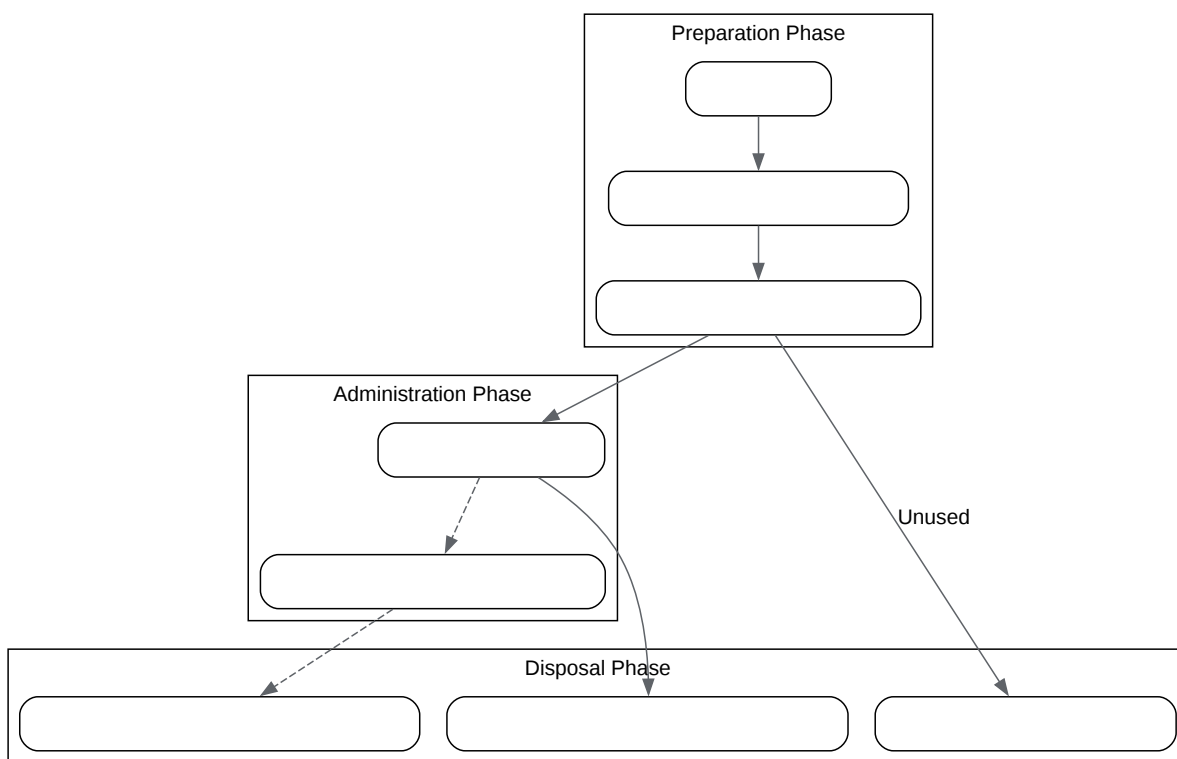 Preparation Phase
Administration Phase
Unused
Disposal Phase